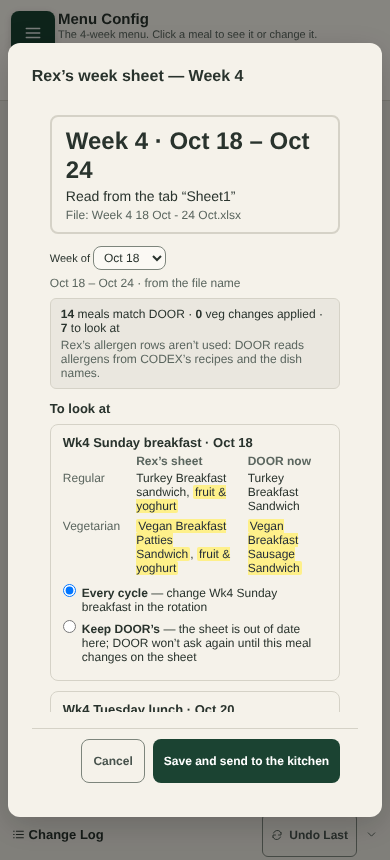 Menu Config
The 4-week menu. Click a meal to see it or change it.
Rex's week sheet — Week 4
Week 4 · Oct 18 – Oct
24
Read from the tab “Sheet1”
File: Week 4 18 Oct - 24 Oct.xlsx
Week of Oct 18
Oct 18 – Oct 24 · from the file name
14 meals match DOOR · 0 veg changes applied ·
7 to look at
Rex's allergen rows aren't used: DOOR reads
allergens from CODEX's recipes and the dish
names.
To look at
Wk4 Sunday breakfast · Oct 18
Rex's sheet DOOR now
Regular Turkey Breakfast Turkey
sandwich, fruit & Breakfast
yoghurt Sandwich
Vegetarian Vegan Breakfast Vegan
Patties Breakfast
Sandwich, fruit & Sausage
yoghurt Sandwich
Every cycle — change Wk4 Sunday
breakfast in the rotation
Keep DOOR's — the sheet is out of date
here; DOOR won't ask again until this meal
changes on the sheet
Wk4 Tuesday lunch · Oct 20
Cancel Save and send to the kitchen
Change Log Undo Last